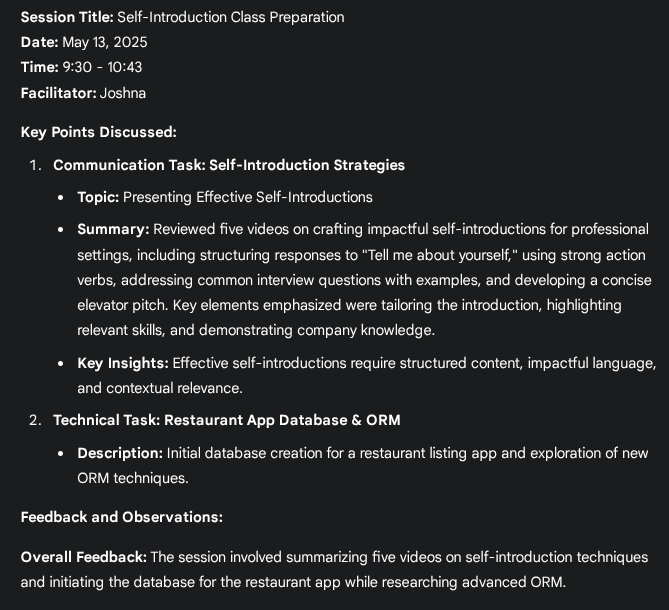 Session Title: Self-Introduction Class Preparation
Date: May 13, 2025
Time: 9:30 - 10:43
Facilitator: Joshna
Key Points Discussed:
1. Communication Task: Self-Introduction Strategies
• Topic: Presenting Effective Self-Introductions
• Summary: Reviewed five videos on crafting impactful self-introductions for professional
settings, including structuring responses to "Tell me about yourself," using strong action
verbs, addressing common interview questions with examples, and developing a concise
elevator pitch. Key elements emphasized were tailoring the introduction, highlighting
relevant skills, and demonstrating company knowledge.
• Key Insights: Effective self-introductions require structured content, impactful language,
and contextual relevance.
2. Technical Task: Restaurant App Database & ORM
• Description: Initial database creation for a restaurant listing app and exploration of new
ORM techniques.
Feedback and Observations:
Overall Feedback: The session involved summarizing five videos on self-introduction techniques
and initiating the database for the restaurant app while researching advanced ORM.